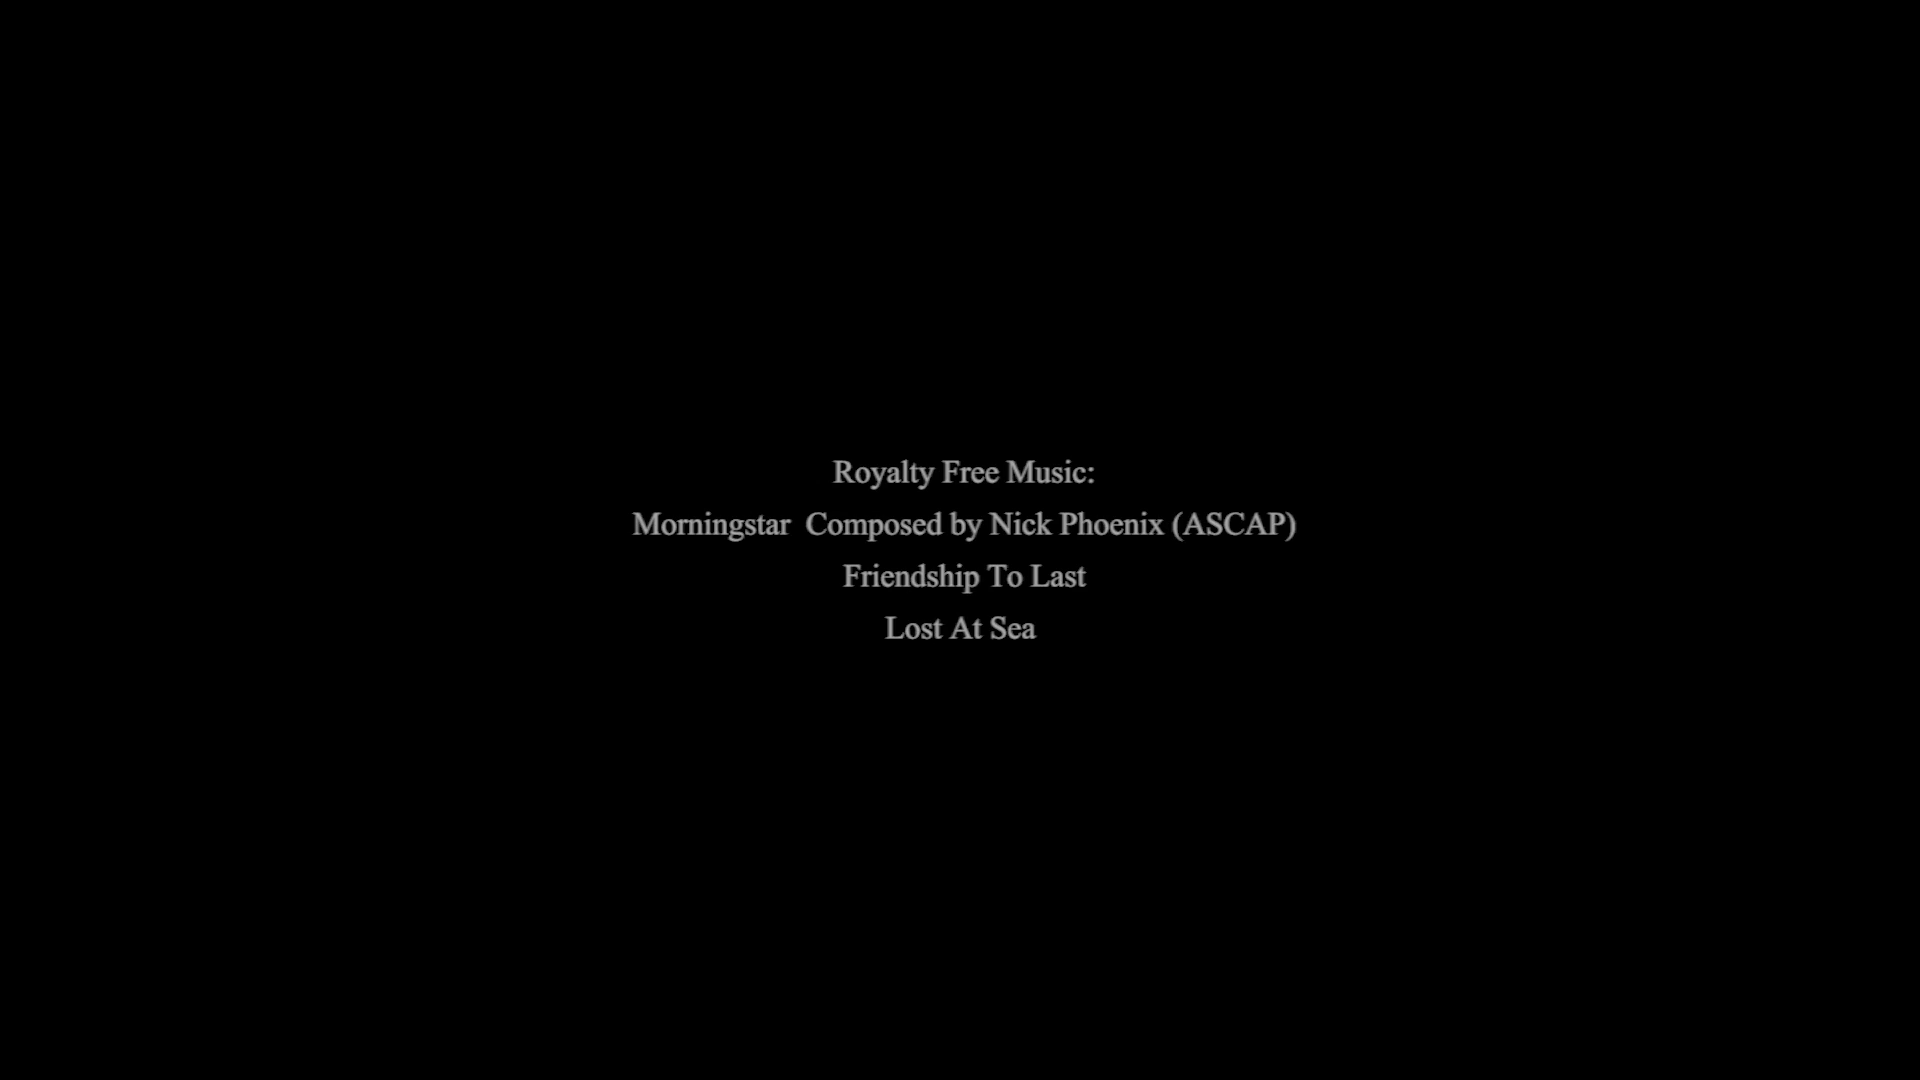 Royalty Free Music:
Morningstar  Composed by Nick Phoenix (ASCAP)
Friendship To Last
Lost At Sea